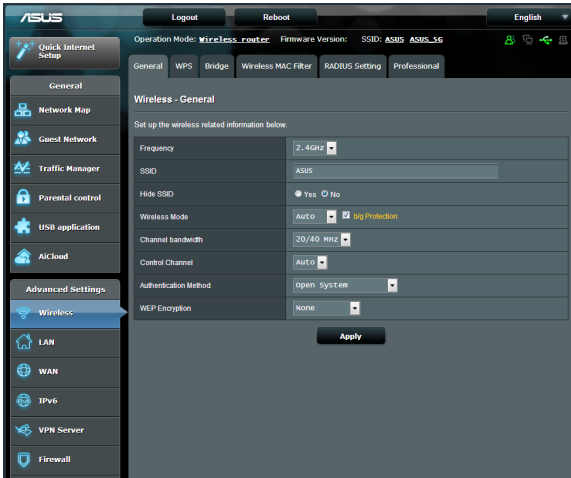 ASUS
Logout Reboot English
Quick Internet Setup
Operation Mode: Wireless router Firmware Version: SSID: ASUS ASUS_5G
General WPS Bridge Wireless MAC Filter RADIUS Setting Professional
General
Network Map
Guest Network
Traffic Manager
Parental control
USB application
AiCloud
Advanced Settings
Wireless
LAN
WAN
IPv6
VPN Server
Firewall
Wireless - General
Set up the wireless related information below.
Frequency 2.4GHz
SSID ASUS
Hide SSID Yes No
Wireless Mode Auto b/g Protection
Channel bandwidth 20/40 MHz
Control Channel Auto
Authentication Method Open System
WEP Encryption None
Apply